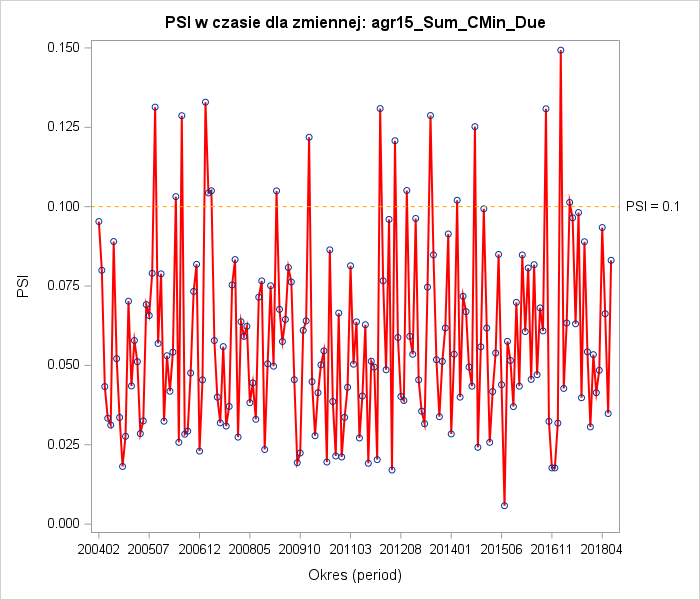 PSI w czasie dla zmiennej: agr15_Sum_CMin_Due
0.150
0.125
0.100
0.075
0.050
0.025
0.000
PSI
PSI = 0.1
200402 200507 200612 200805 200910 201103 201208 201401 201506 201611 201804
Okres (period)